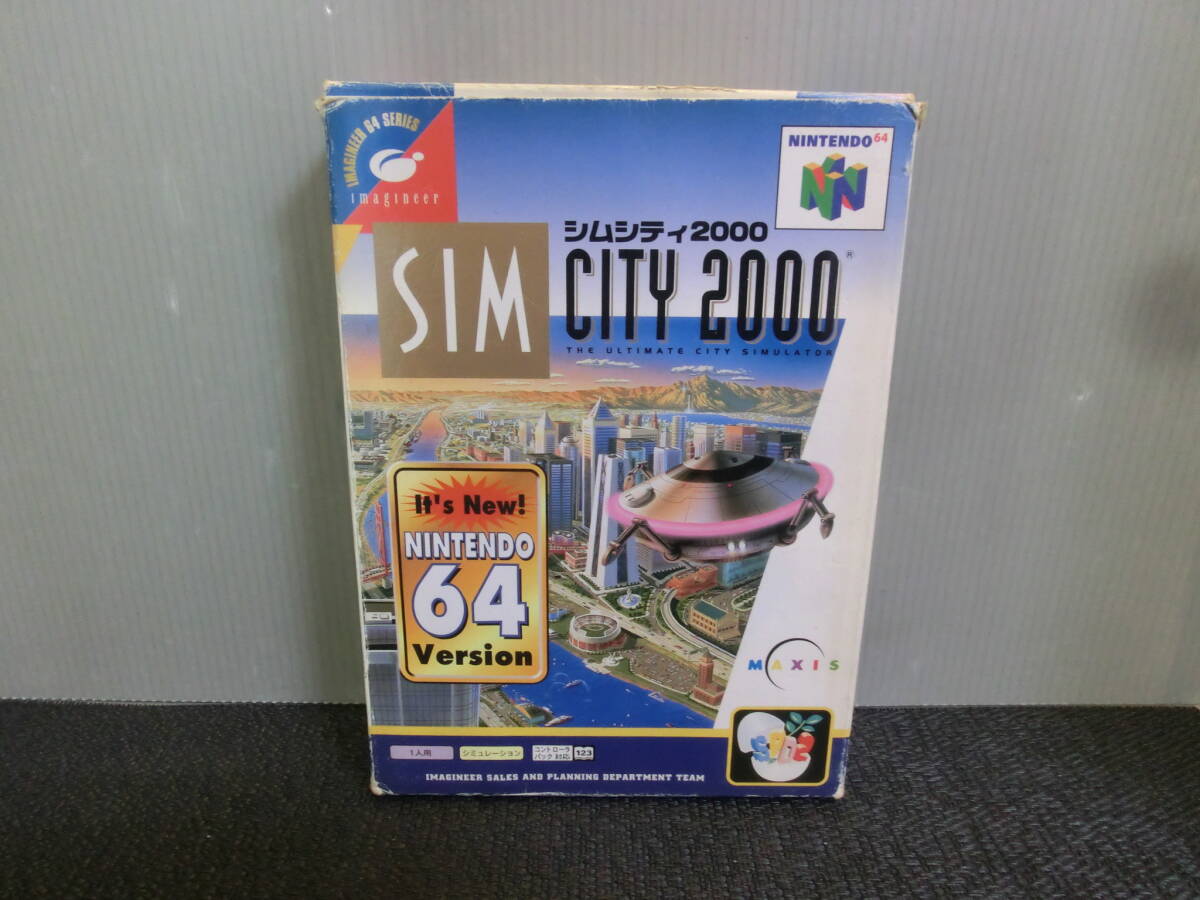 IMAGINEER 64 SERIES
imagineer
NINTENDO 64
シムシティ2000
SIM CITY 2000 ®
THE ULTIMATE CITY SIMULATOR
It's New!
NINTENDO
64
Version
MAXIS
1人用
シミュレーション
コントローラ
パック対応
123
IMAGINEER SALES AND PLANNING DEPARTMENT TEAM